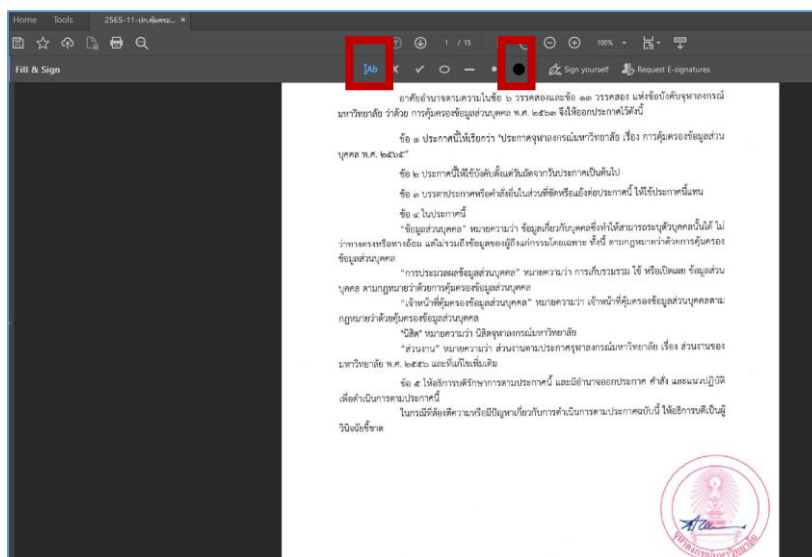 Home Tools 2565-11-ปก.คุ้มครอ... ×
1 / 15 100%
Fill & Sign Ab Sign yourself Request E-signatures
อาศัยอำนาจตามความในข้อ ๖ วรรคสองและข้อ ๑๓ วรรคสอง แห่งข้อบังคับจุฬาลงกรณ์
มหาวิทยาลัย ว่าด้วย การคุ้มครองข้อมูลส่วนบุคคล พ.ศ. ๒๕๖๓ จึงให้ออกประกาศไว้ดังนี้
ข้อ ๑ ประกาศนี้ให้เรียกว่า "ประกาศจุฬาลงกรณ์มหาวิทยาลัย เรื่อง การคุ้มครองข้อมูลส่วน
บุคคล พ.ศ. ๒๕๖๕"
ข้อ ๒ ประกาศนี้ให้ใช้บังคับตั้งแต่วันถัดจากวันประกาศเป็นต้นไป
ข้อ ๓ บรรดาประกาศหรือคำสั่งอื่นในส่วนที่ขัดหรือแย้งต่อประกาศนี้ ให้ใช้ประกาศนี้แทน
ข้อ ๔ ในประกาศนี้
"ข้อมูลส่วนบุคคล" หมายความว่า ข้อมูลเกี่ยวกับบุคคลซึ่งทำให้สามารถระบุตัวบุคคลนั้นได้ ไม่
ว่าทางตรงหรือทางอ้อม แต่ไม่รวมถึงข้อมูลของผู้ถึงแก่กรรมโดยเฉพาะ ทั้งนี้ ตามกฎหมายว่าด้วยการคุ้มครอง
ข้อมูลส่วนบุคคล
"การประมวลผลข้อมูลส่วนบุคคล" หมายความว่า การเก็บรวบรวม ใช้ หรือเปิดเผย ข้อมูลส่วน
บุคคล ตามกฎหมายว่าด้วยการคุ้มครองข้อมูลส่วนบุคคล
"เจ้าหน้าที่คุ้มครองข้อมูลส่วนบุคคล" หมายความว่า เจ้าหน้าที่คุ้มครองข้อมูลส่วนบุคคลตาม
กฎหมายว่าด้วยคุ้มครองข้อมูลส่วนบุคคล
"นิสิต" หมายความว่า นิสิตจุฬาลงกรณ์มหาวิทยาลัย
"ส่วนงาน" หมายความว่า ส่วนงานตามประกาศจุฬาลงกรณ์มหาวิทยาลัย เรื่อง ส่วนงานของ
มหาวิทยาลัย พ.ศ. ๒๕๕๖ และที่แก้ไขเพิ่มเติม
ข้อ ๕ ให้อธิการบดีรักษาการตามประกาศนี้ และมีอำนาจออกประกาศ คำสั่ง และแนวปฏิบัติ
เพื่อดำเนินการตามประกาศนี้
ในกรณีที่ต้องตีความหรือมีปัญหาเกี่ยวกับการดำเนินการตามประกาศฉบับนี้ ให้อธิการบดีเป็นผู้
วินิจฉัยชี้ขาด
จุฬาลงกรณ์มหาวิทยาลัย